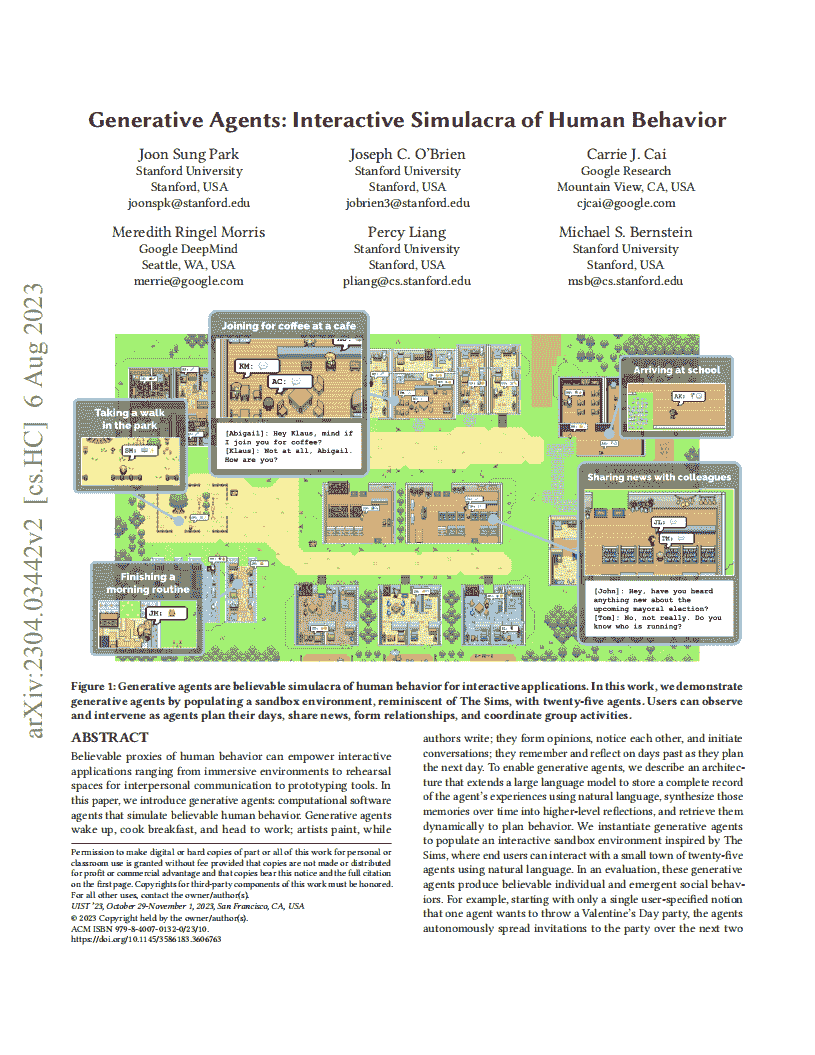 Generative Agents: Interactive Simulacra of Human Behavior
Joon Sung Park
Stanford University
Stanford, USA
joonspk@stanford.edu
Joseph C. O'Brien
Stanford University
Stanford, USA
jobrien3@stanford.edu
Carrie J. Cai
Google Research
Mountain View, CA, USA
cjcai@google.com
Meredith Ringel Morris
Google DeepMind
Seattle, WA, USA
merrie@google.com
Percy Liang
Stanford University
Stanford, USA
pliang@cs.stanford.edu
Michael S. Bernstein
Stanford University
Stanford, USA
msb@cs.stanford.edu
arXiv:2304.03442v2 [cs.HC] 6 Aug 2023
Joining for coffee at a cafe
KM:
AC:
[Abigail]: Hey Klaus, mind if
I join you for coffee?
[Klaus]: Not at all, Abigail.
How are you?
Taking a walk
in the park
Arriving at school
AK:
Sharing news with colleagues
JL:
TM:
[John]: Hey, have you heard
anything new about the
upcoming mayoral election?
[Tom]: No, not really. Do you
know who is running?
Finishing a
morning routine
JM:
Figure 1: Generative agents are believable simulacra of human behavior for interactive applications. In this work, we demonstrate
generative agents by populating a sandbox environment, reminiscent of The Sims, with twenty-five agents. Users can observe
and intervene as agents plan their days, share news, form relationships, and coordinate group activities.
ABSTRACT
Believable proxies of human behavior can empower interactive
applications ranging from immersive environments to rehearsal
spaces for interpersonal communication to prototyping tools. In
this paper, we introduce generative agents: computational software
agents that simulate believable human behavior. Generative agents
wake up, cook breakfast, and head to work; artists paint, while
Permission to make digital or hard copies of part or all of this work for personal or
classroom use is granted without fee provided that copies are not made or distributed
for profit or commercial advantage and that copies bear this notice and the full citation
on the first page. Copyrights for third-party components of this work must be honored.
For all other uses, contact the owner/author(s).
UIST '23, October 29-November 1, 2023, San Francisco, CA, USA
© 2023 Copyright held by the owner/author(s).
ACM ISBN 979-8-4007-0132-0/23/10.
https://doi.org/10.1145/3586183.3606763
authors write; they form opinions, notice each other, and initiate
conversations; they remember and reflect on days past as they plan
the next day. To enable generative agents, we describe an architec-
ture that extends a large language model to store a complete record
of the agent's experiences using natural language, synthesize those
memories over time into higher-level reflections, and retrieve them
dynamically to plan behavior. We instantiate generative agents
to populate an interactive sandbox environment inspired by The
Sims, where end users can interact with a small town of twenty-five
agents using natural language. In an evaluation, these generative
agents produce believable individual and emergent social behav-
iors. For example, starting with only a single user-specified notion
that one agent wants to throw a Valentine's Day party, the agents
autonomously spread invitations to the party over the next two